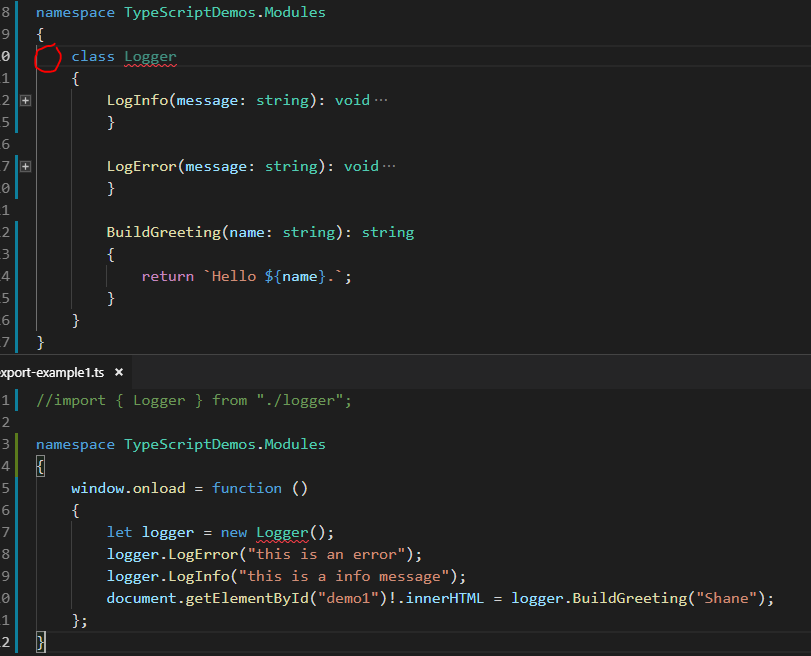 8 namespace TypeScriptDemos.Modules
9 {
0 class Logger
1 {
2 LogInfo(message: string): void ···
5 }
6
7 LogError(message: string): void ···
0 }
1
2 BuildGreeting(name: string): string
3 {
4 return `Hello ${name}.`;
5 }
6 }
7 }
xport-example1.ts ×
1 //import { Logger } from "./logger";
2
3 namespace TypeScriptDemos.Modules
4 {
5 window.onload = function ()
6 {
7 let logger = new Logger();
8 logger.LogError("this is an error");
9 logger.LogInfo("this is a info message");
0 document.getElementById("demo1")!.innerHTML = logger.BuildGreeting("Shane");
1 };
2 }